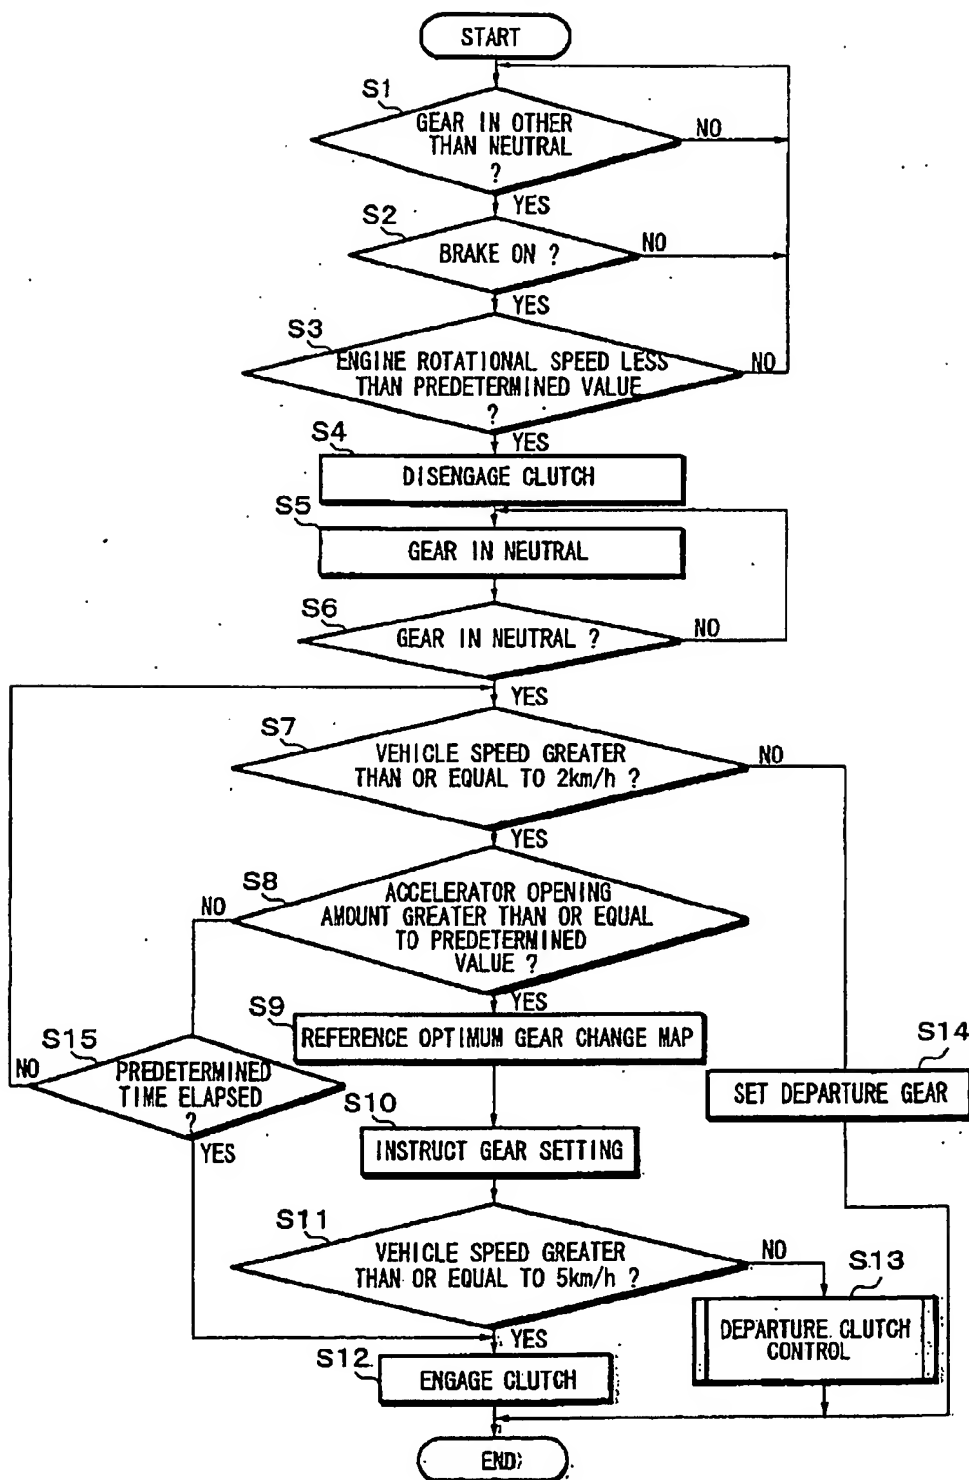 START
S1
GEAR IN OTHER
THAN NEUTRAL
?
NO
YES
S2
BRAKE ON ?
NO
YES
S3
ENGINE ROTATIONAL SPEED LESS
THAN PREDETERMINED VALUE
?
NO
YES
S4
DISENGAGE CLUTCH
S5
GEAR IN NEUTRAL
S6
GEAR IN NEUTRAL ?
NO
YES
S7
VEHICLE SPEED GREATER
THAN OR EQUAL TO 2km/h ?
NO
YES
S8
NO
ACCELERATOR OPENING
AMOUNT GREATER THAN OR EQUAL
TO PREDETERMINED
VALUE ?
YES
S9
REFERENCE OPTIMUM GEAR CHANGE MAP
S15
NO
PREDETERMINED
TIME ELAPSED
?
YES
S14
SET DEPARTURE GEAR
S10
INSTRUCT GEAR SETTING
S11
VEHICLE SPEED GREATER
THAN OR EQUAL TO 5km/h ?
NO
YES
S13
DEPARTURE CLUTCH
CONTROL
S12
ENGAGE CLUTCH
END